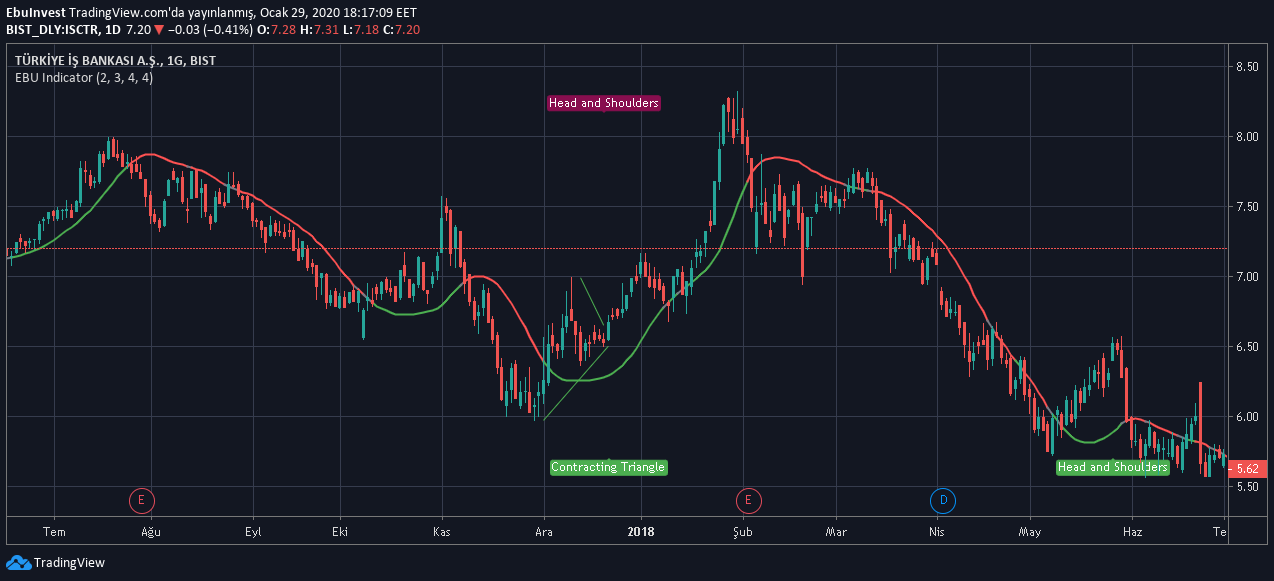 EbuInvest TradingView.com'da yayınlanmış, Ocak 29, 2020 18:17:09 EET
BIST_DLY:ISCTR, 1D 7.20 ▼ −0.03 (−0.41%) O:7.28 H:7.31 L:7.18 C:7.20
TÜRKİYE İŞ BANKASI A.Ş., 1G, BIST
EBU Indicator (2, 3, 4, 4)
8.50
Head and Shoulders
8.00
7.50
7.00
6.50
6.00
Contracting Triangle
Head and Shoulders
5.62
5.50
E
E
D
Tem Ağu Eyl Eki Kas Ara 2018 Şub Mar Nis May Haz Te
TradingView